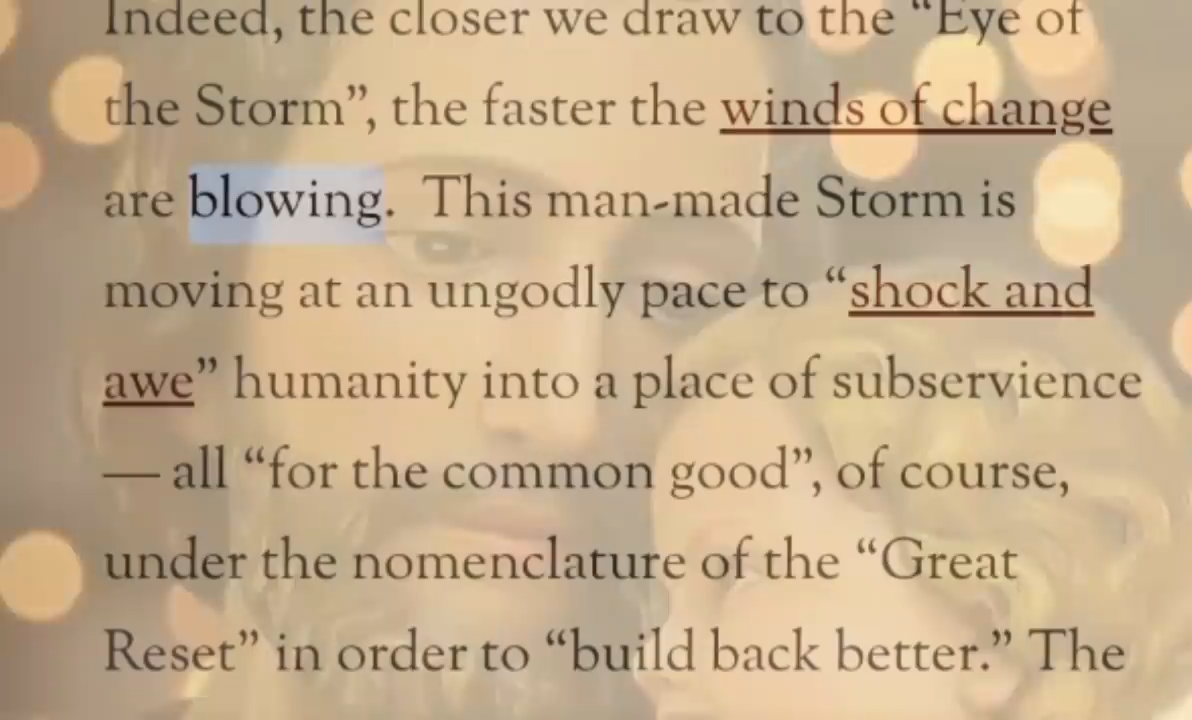 Indeed, the closer we draw to the “Eye of
the Storm”, the faster the winds of change
are blowing.  This man-made Storm is
moving at an ungodly pace to “shock and
awe” humanity into a place of subservience
— all “for the common good”, of course,
under the nomenclature of the “Great
Reset” in order to “build back better.” The